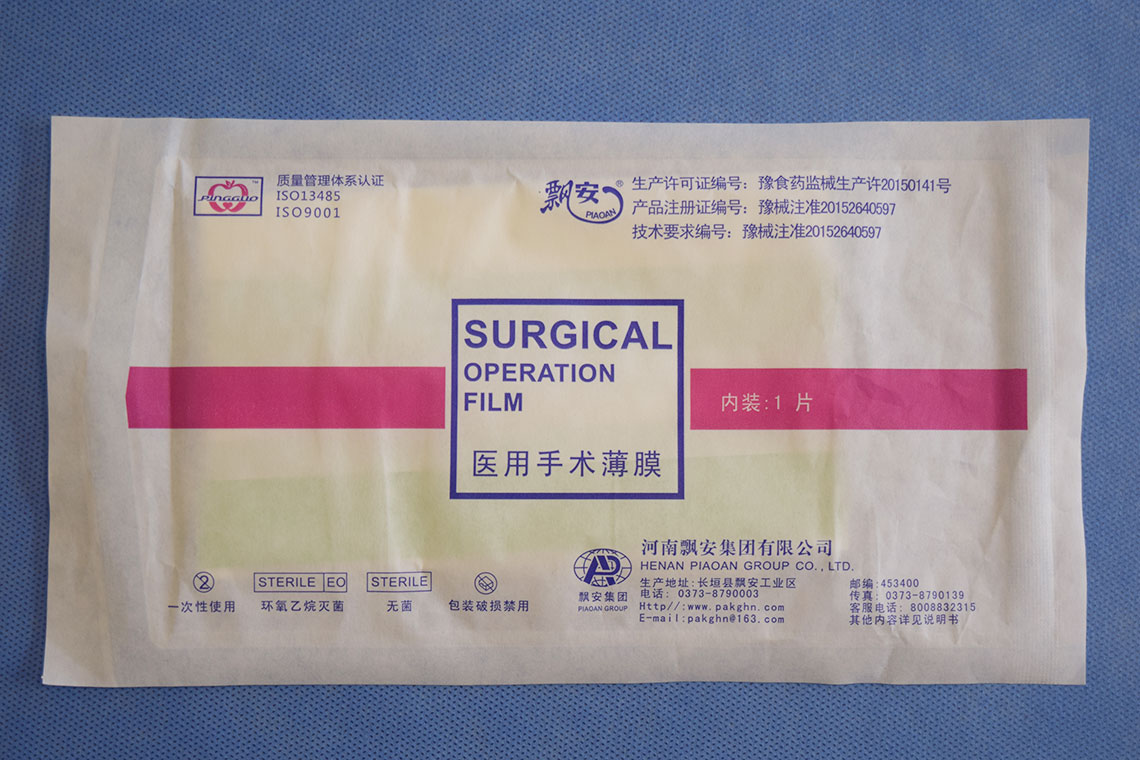 PINGGUO™
质量管理体系认证
ISO13485
ISO9001
飘安®
PIAOAN
生产许可证编号：豫食药监械生产许20150141号
产品注册证编号：豫械注准20152640597
技术要求编号：豫械注准20152640597
SURGICAL
OPERATION
FILM
医用手术薄膜
内装:1 片
2
一次性使用
STERILE EO
环氧乙烷灭菌
STERILE
无菌
包装破损禁用
AP
飘安集团
PIAOAN GROUP
河南飘安集团有限公司
HENAN PIAOAN GROUP CO., LTD.
生产地址:长垣县飘安工业区
电话: 0373-8790003
Http//:www.pakghn.com
E-mail:pakghn@163.com
邮编:453400
传真: 0373-8790139
客服电话: 8008832315
其他内容详见说明书